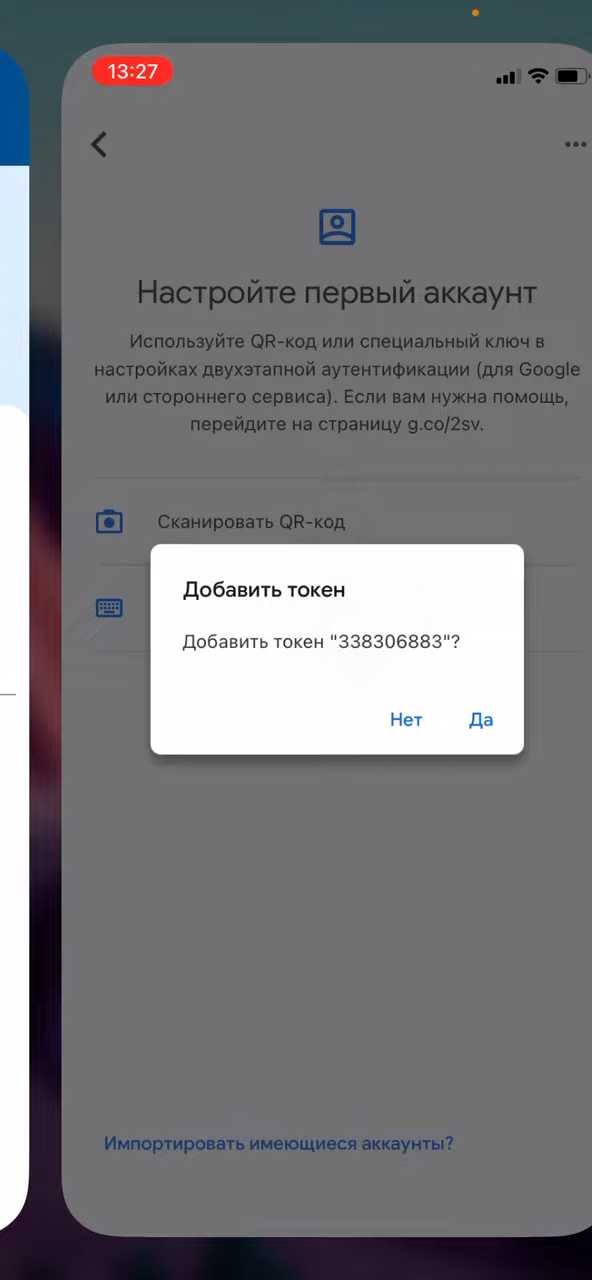 13:27
Настройте первый аккаунт
Используйте QR-код или специальный ключ в
настройках двухэтапной аутентификации (для Google
или стороннего сервиса). Если вам нужна помощь,
перейдите на страницу g.co/2sv.
Сканировать QR-код
Добавить токен
Добавить токен "338306883"?
Нет Да
Импортировать имеющиеся аккаунты?